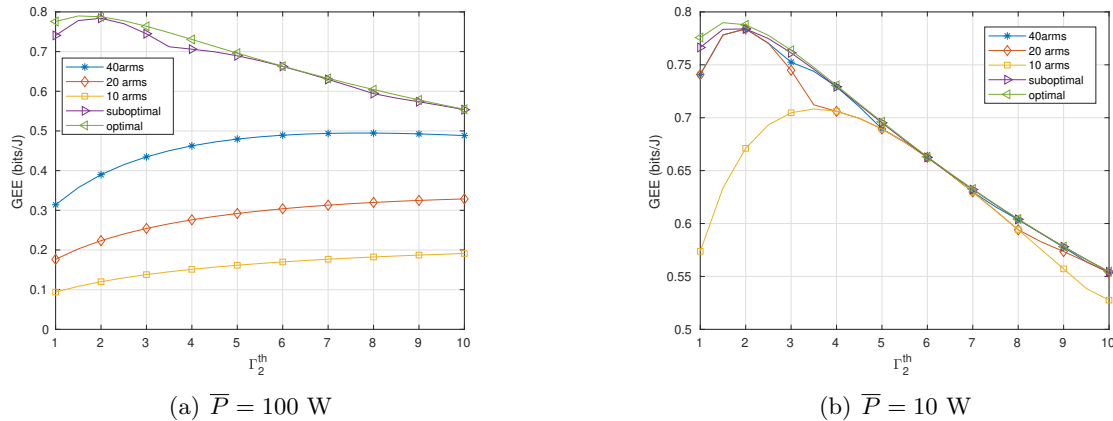 0.8
0.7
0.6
0.5
0.4
0.3
0.2
0.1
0
GEE (bits/J)
40arms
20 arms
10 arms
suboptimal
optimal
1 2 3 4 5 6 7 8 9 10
Γ₂ᵗʰ
(a) P̅ = 100 W
0.8
0.75
0.7
0.65
0.6
0.55
0.5
GEE (bits/J)
40arms
20 arms
10 arms
suboptimal
optimal
1 2 3 4 5 6 7 8 9 10
Γ₂ᵗʰ
(b) P̅ = 10 W